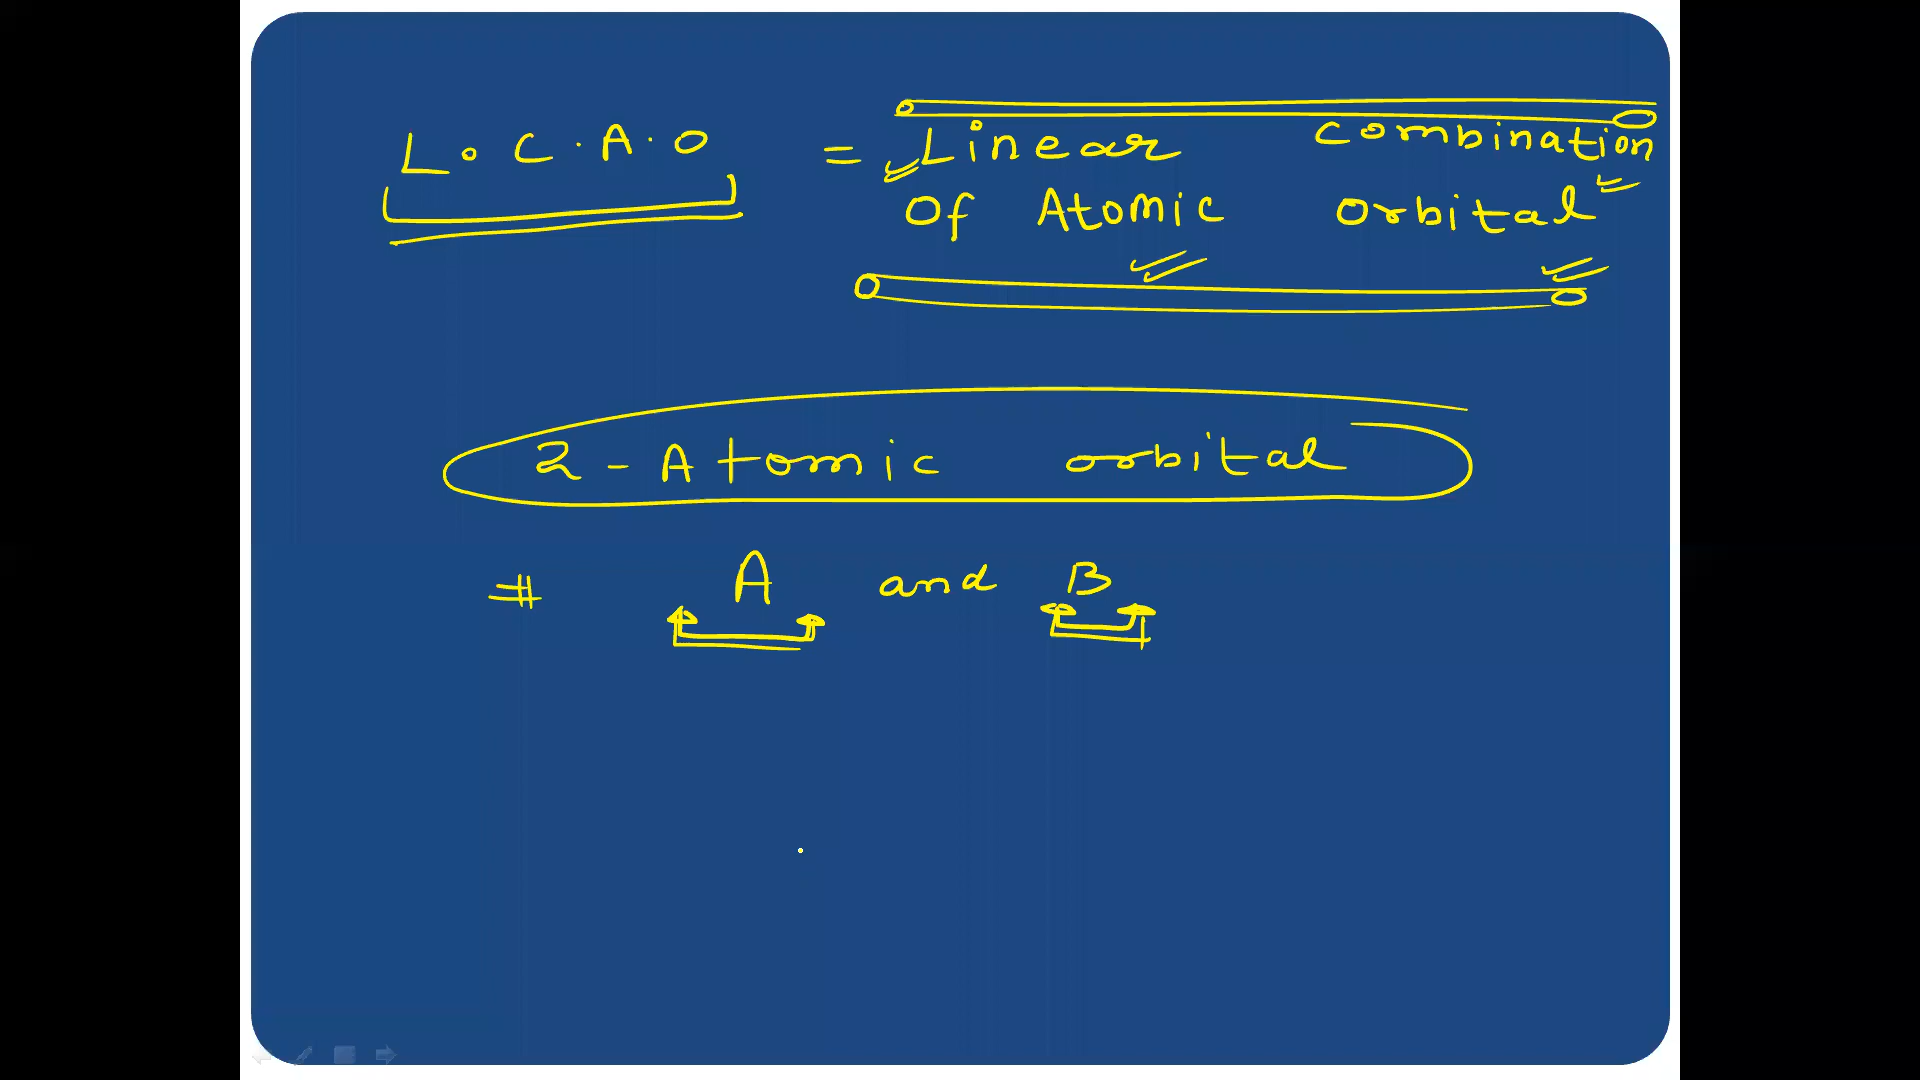 L. C. A. O = Linear Combination
Of Atomic Orbital
2 - Atomic orbital
# A and B